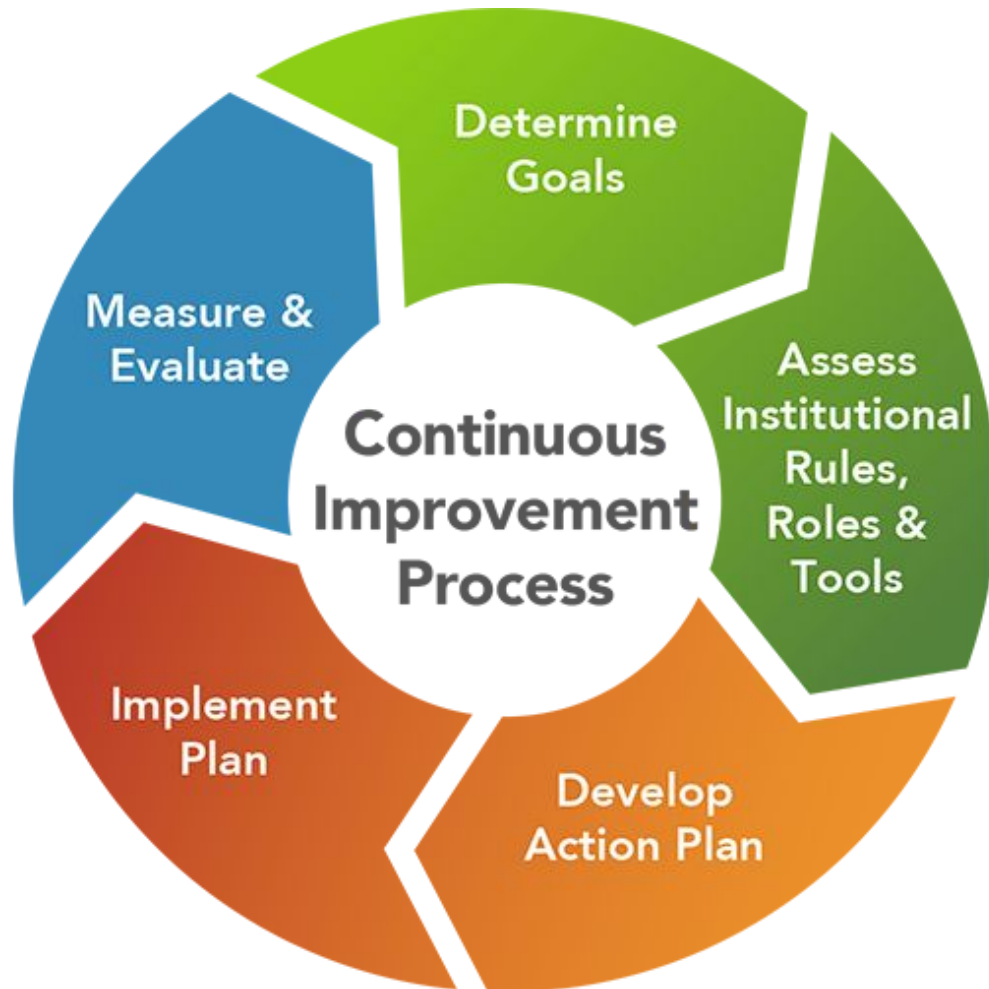 Determine
Goals
Assess
Institutional
Rules,
Roles &
Tools
Develop
Action Plan
Implement
Plan
Measure &
Evaluate
Continuous
Improvement
Process